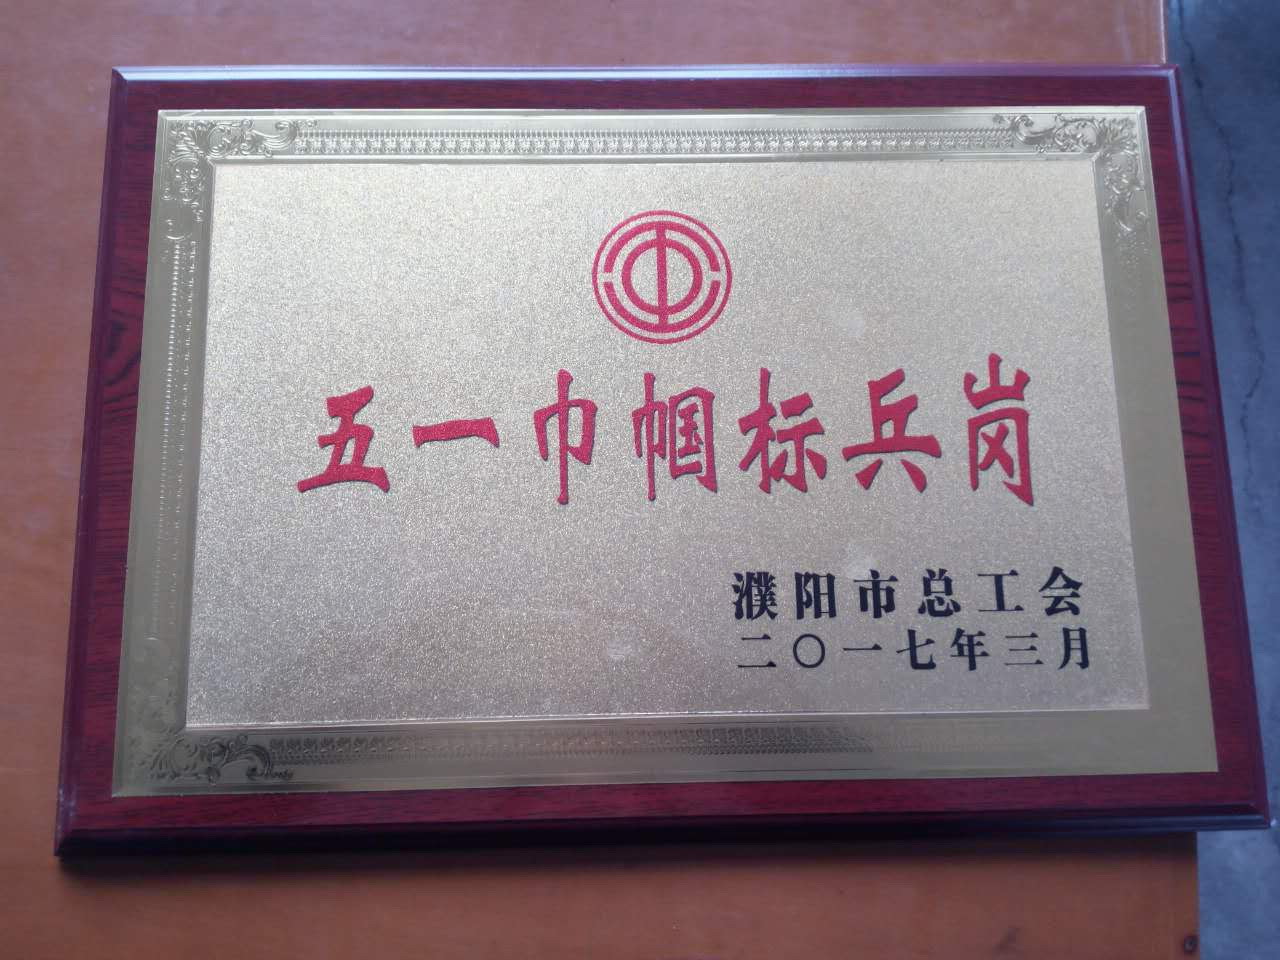 五一巾帼标兵岗
濮阳市总工会
二〇一七年三月